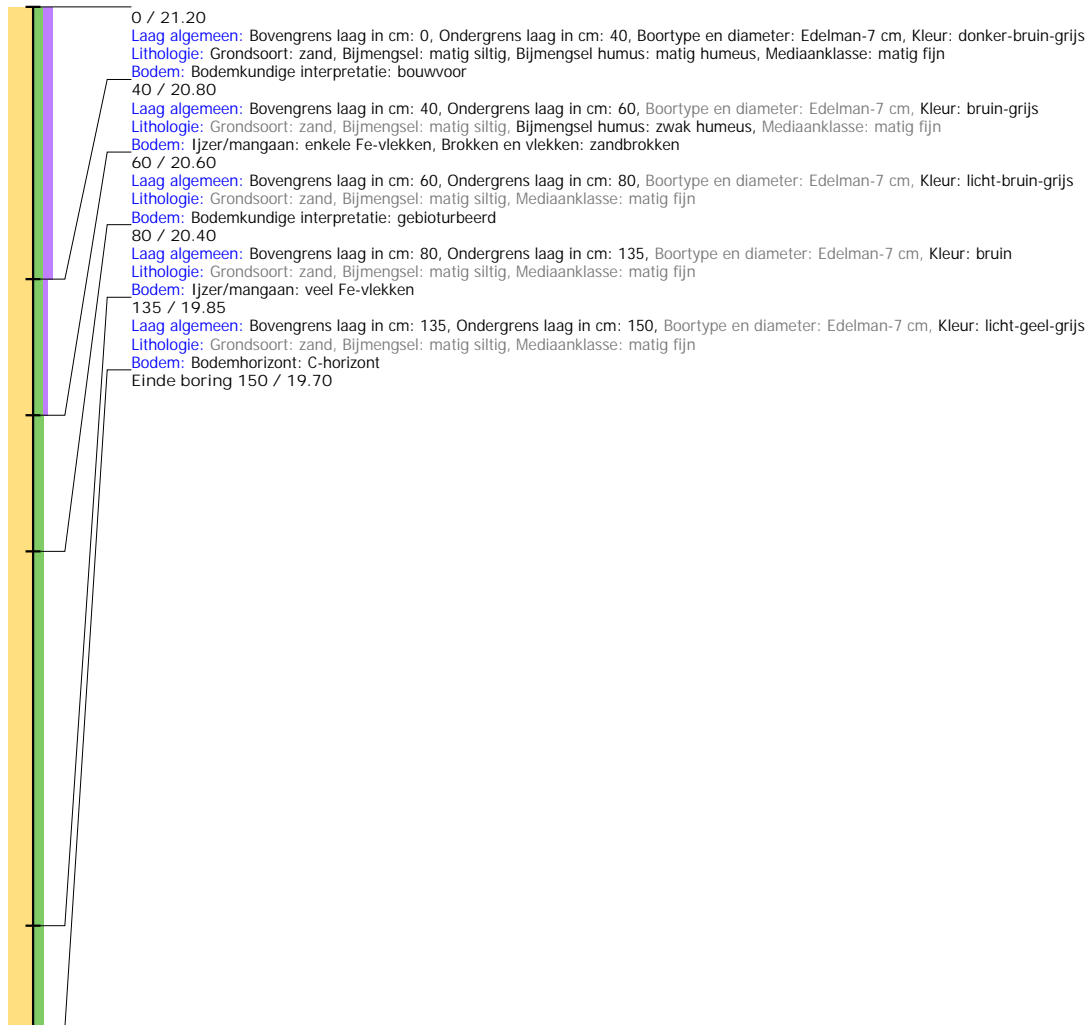 0 / 21.20
Laag algemeen: Bovengrens laag in cm: 0, Ondergrens laag in cm: 40, Boortype en diameter: Edelman-7 cm, Kleur: donker-bruin-grijs
Lithologie: Grondsoort: zand, Bijmengsel: matig siltig, Bijmengsel humus: matig humeus, Mediaanklasse: matig fijn
Bodem: Bodemkundige interpretatie: bouwvoor
40 / 20.80
Laag algemeen: Bovengrens laag in cm: 40, Ondergrens laag in cm: 60, Boortype en diameter: Edelman-7 cm, Kleur: bruin-grijs
Lithologie: Grondsoort: zand, Bijmengsel: matig siltig, Bijmengsel humus: zwak humeus, Mediaanklasse: matig fijn
Bodem: Ijzer/mangaan: enkele Fe-vlekken, Brokken en vlekken: zandbrokken
60 / 20.60
Laag algemeen: Bovengrens laag in cm: 60, Ondergrens laag in cm: 80, Boortype en diameter: Edelman-7 cm, Kleur: licht-bruin-grijs
Lithologie: Grondsoort: zand, Bijmengsel: matig siltig, Mediaanklasse: matig fijn
Bodem: Bodemkundige interpretatie: gebioturbeerd
80 / 20.40
Laag algemeen: Bovengrens laag in cm: 80, Ondergrens laag in cm: 135, Boortype en diameter: Edelman-7 cm, Kleur: bruin
Lithologie: Grondsoort: zand, Bijmengsel: matig siltig, Mediaanklasse: matig fijn
Bodem: Ijzer/mangaan: veel Fe-vlekken
135 / 19.85
Laag algemeen: Bovengrens laag in cm: 135, Ondergrens laag in cm: 150, Boortype en diameter: Edelman-7 cm, Kleur: licht-geel-grijs
Lithologie: Grondsoort: zand, Bijmengsel: matig siltig, Mediaanklasse: matig fijn
Bodem: Bodemhorizont: C-horizont
Einde boring 150 / 19.70